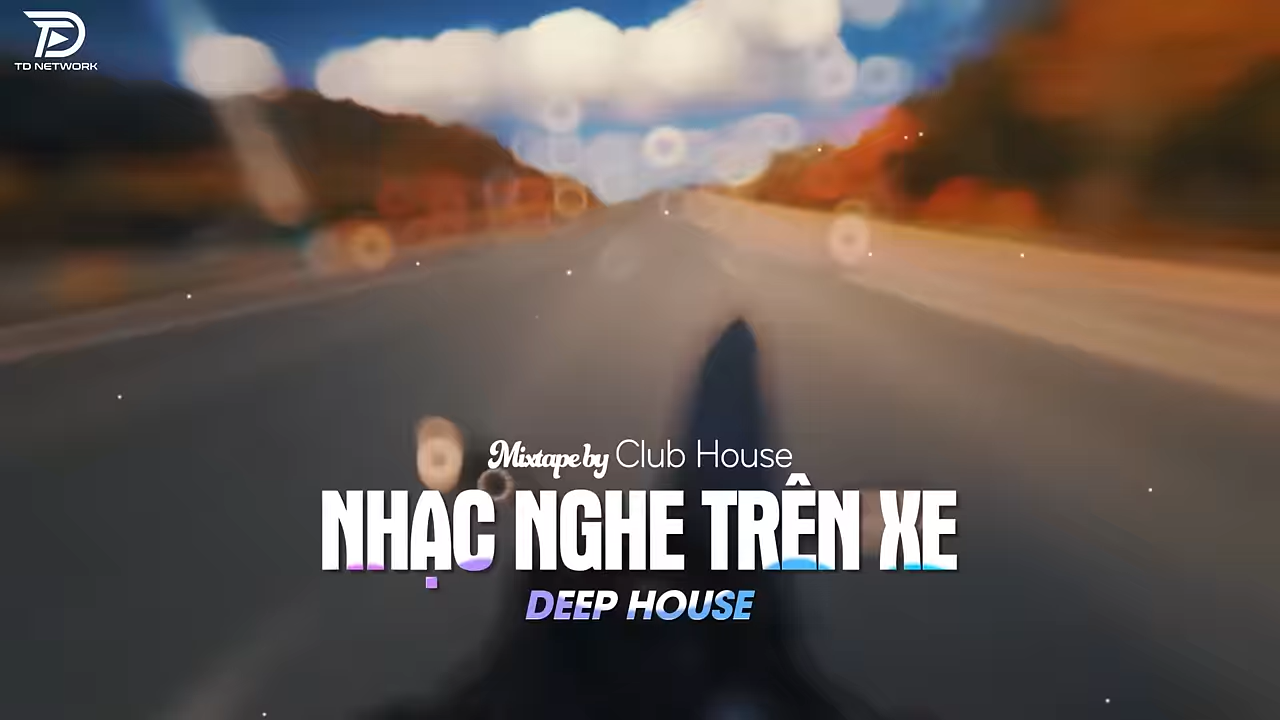 TD NETWORK
Mixtape by Club House
NHẠC NGHE TRÊN XE
DEEP HOUSE